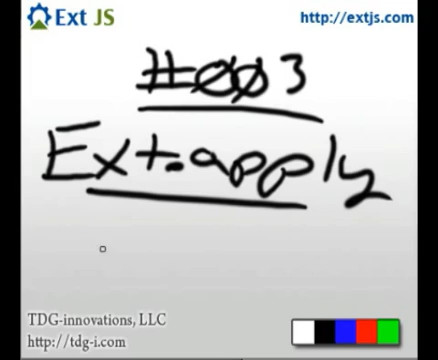 Ext JS
http://extjs.com
#003
Ext.apply
TDG-innovations, LLC
http://tdg-i.com